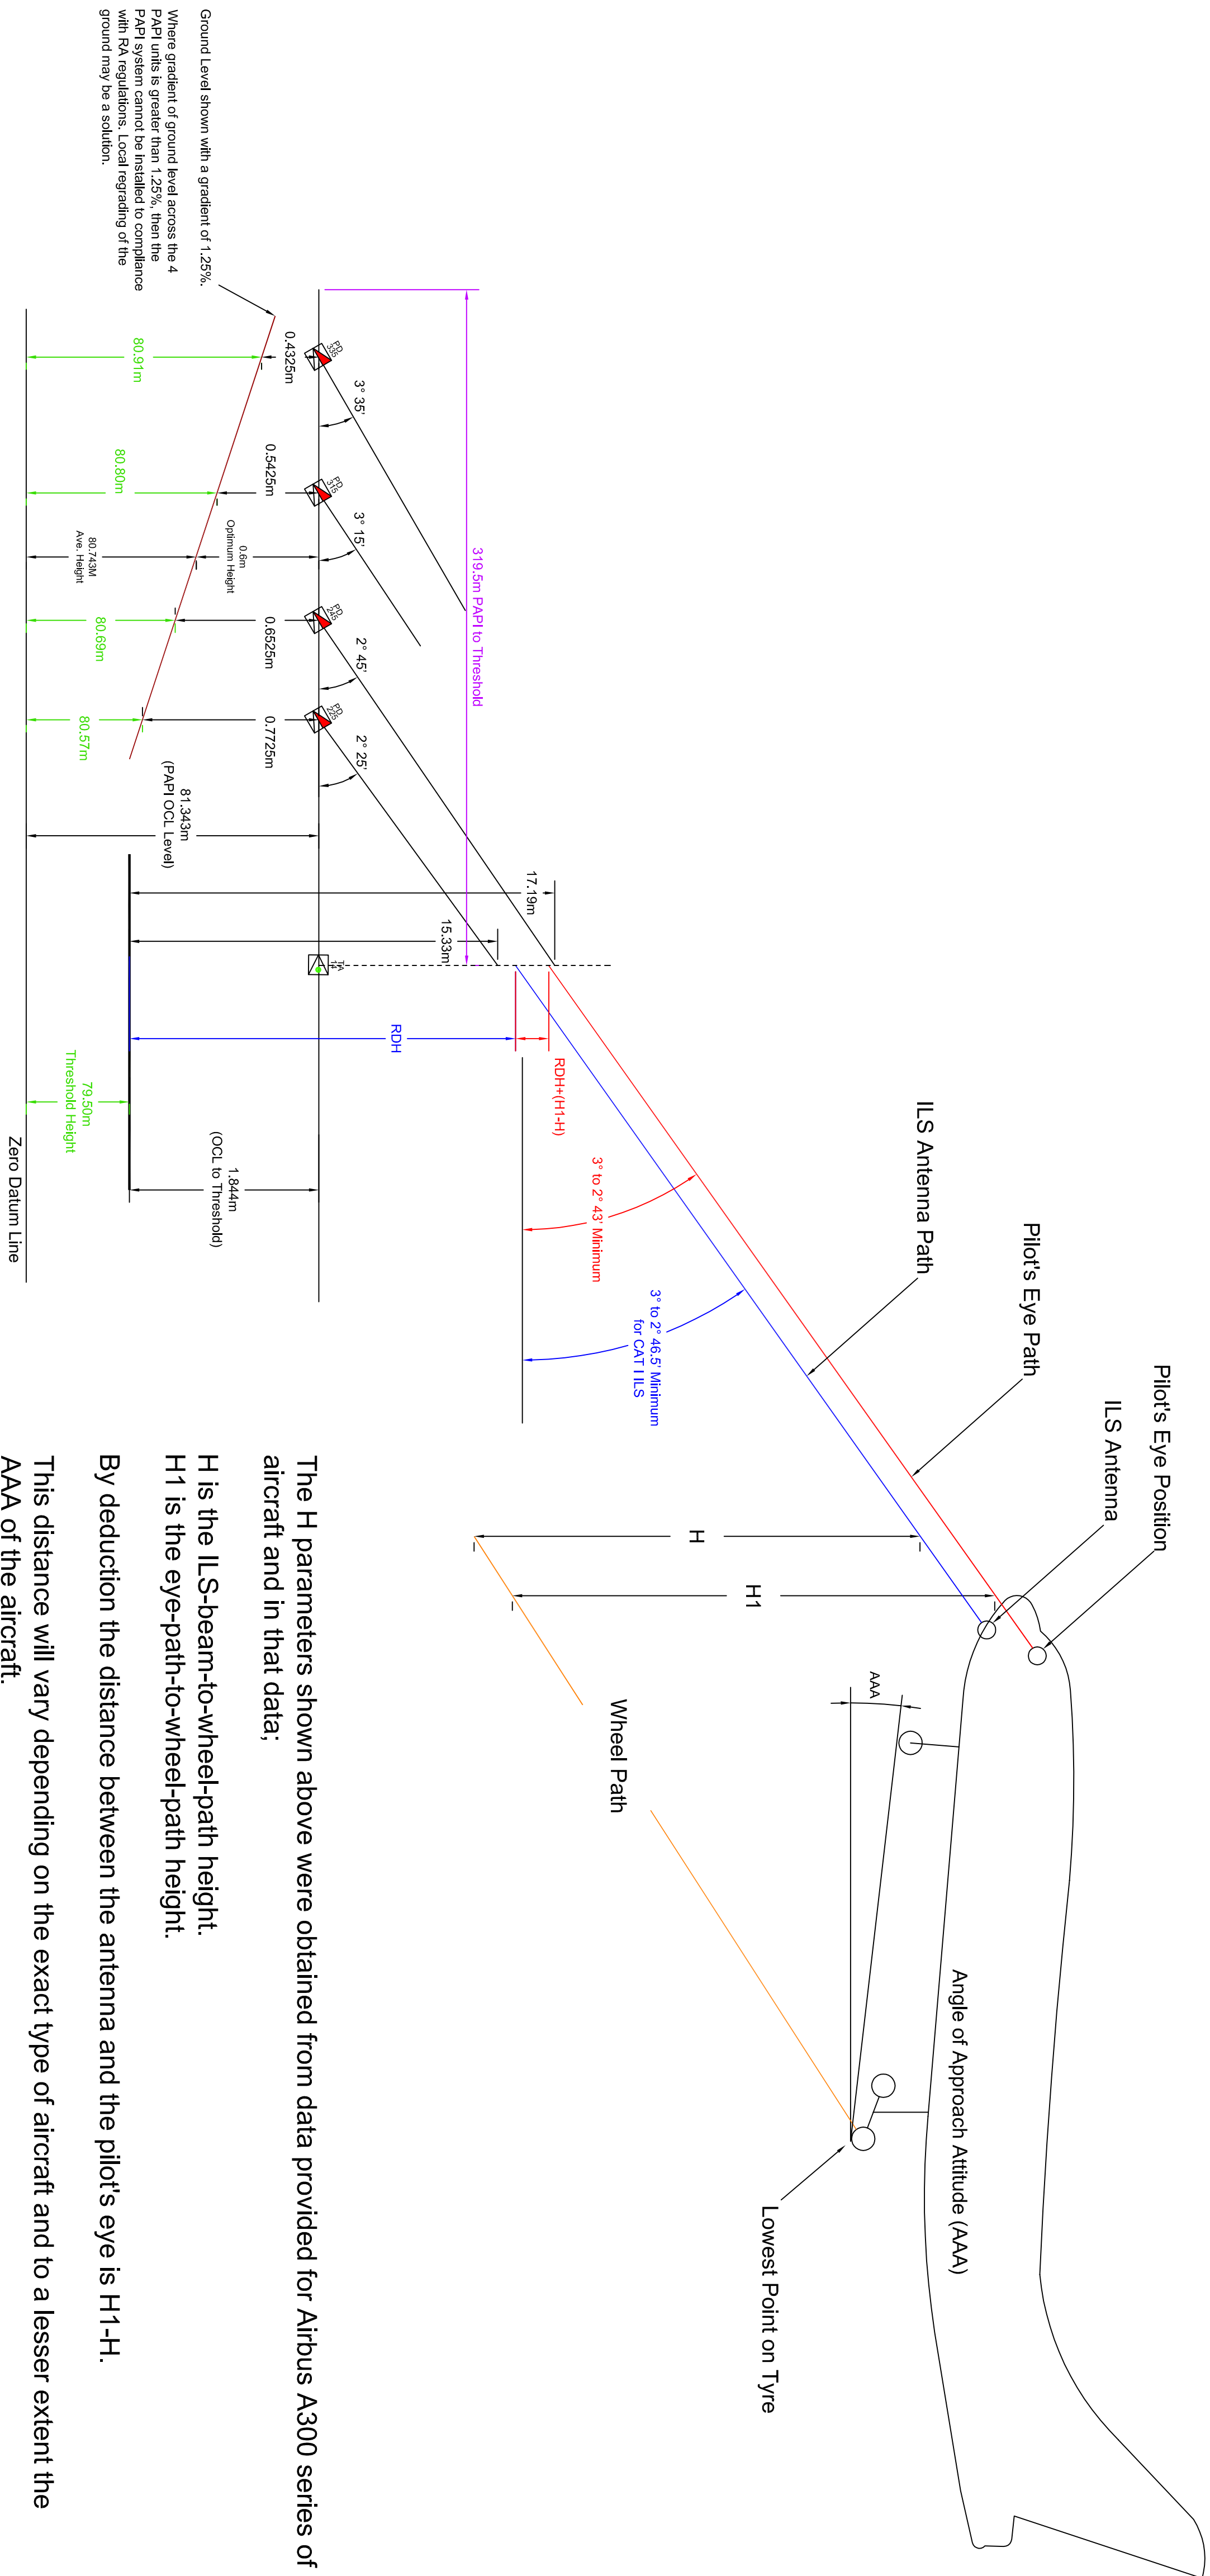 Pilot's Eye Position
ILS Antenna
Pilot's Eye Path
ILS Antenna Path
Angle of Approach Attitude (AAA)
Lowest Point on Tyre
AAA
H
H1
Wheel Path
3° to 2° 46.5' Minimum
for CAT I ILS
3° to 2° 43' Minimum
RDH+(H1-H)
RDH
17.19m
15.33m
319.5m PAPI to Threshold
3° 35'
3° 15'
2° 45'
2° 25'
PD
335
PD
315
PD
245
PD
225
TA
0.4325m
0.5425m
0.6m
Optimum Height
0.6525m
0.7725m
80.91m
80.80m
80.743M
Ave. Height
80.69m
80.57m
81.343m
(PAPI OCL Level)
1.844m
(OCL to Threshold)
79.50m
Threshold Height
Zero Datum Line
Ground Level shown with a gradient of 1.25%.
Where gradient of ground level across the 4
PAPI units is greater than 1.25%, then the
PAPI system cannot be installed to compliance
with RA regulations. Local regrading of the
ground may be a solution.
The H parameters shown above were obtained from data provided for Airbus A300 series of
aircraft and in that data;
H is the ILS-beam-to-wheel-path height.
H1 is the eye-path-to-wheel-path height.
By deduction the distance between the antenna and the pilot's eye is H1-H.
This distance will vary depending on the exact type of aircraft and to a lesser extent the
AAA of the aircraft.